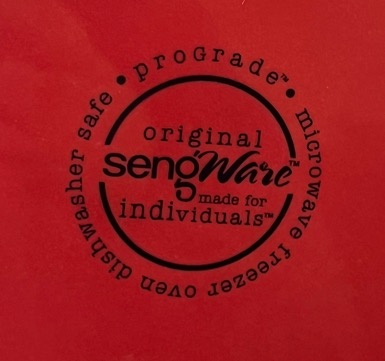 • proGrade™ •
microwave freezer oven dishwasher safe
original
sengWare™
made for
individuals™